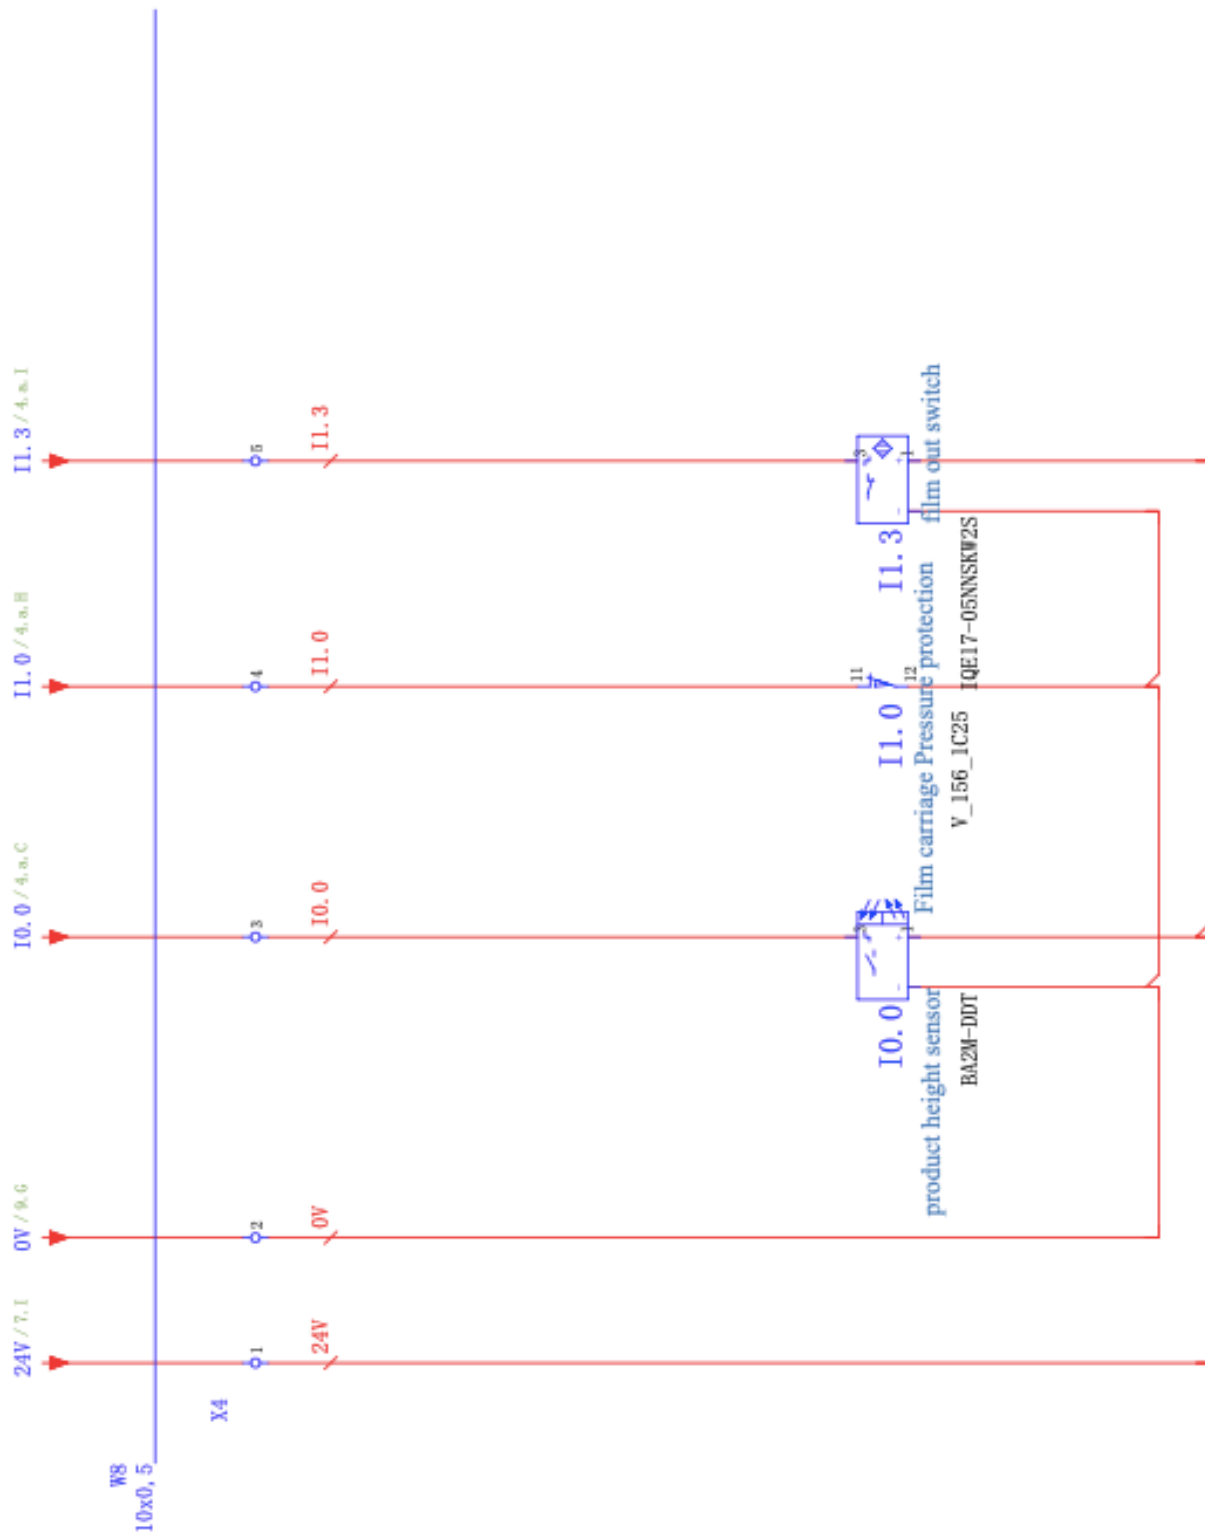 W8
10x0,5
X4
24V / 7.I
0V / 9.G
I0.0 / 4.a.C
I1.0 / 4.a.H
I1.3 / 4.a.I
1
2
3
4
5
24V
0V
I0.0
I1.0
I1.3
I0.0
product height sensor
BA2M-DDT
11
12
I1.0
Film carriage Pressure protection
V_156_1C25
3
1
I1.3
film out switch
IQE17-05NNSKW2S